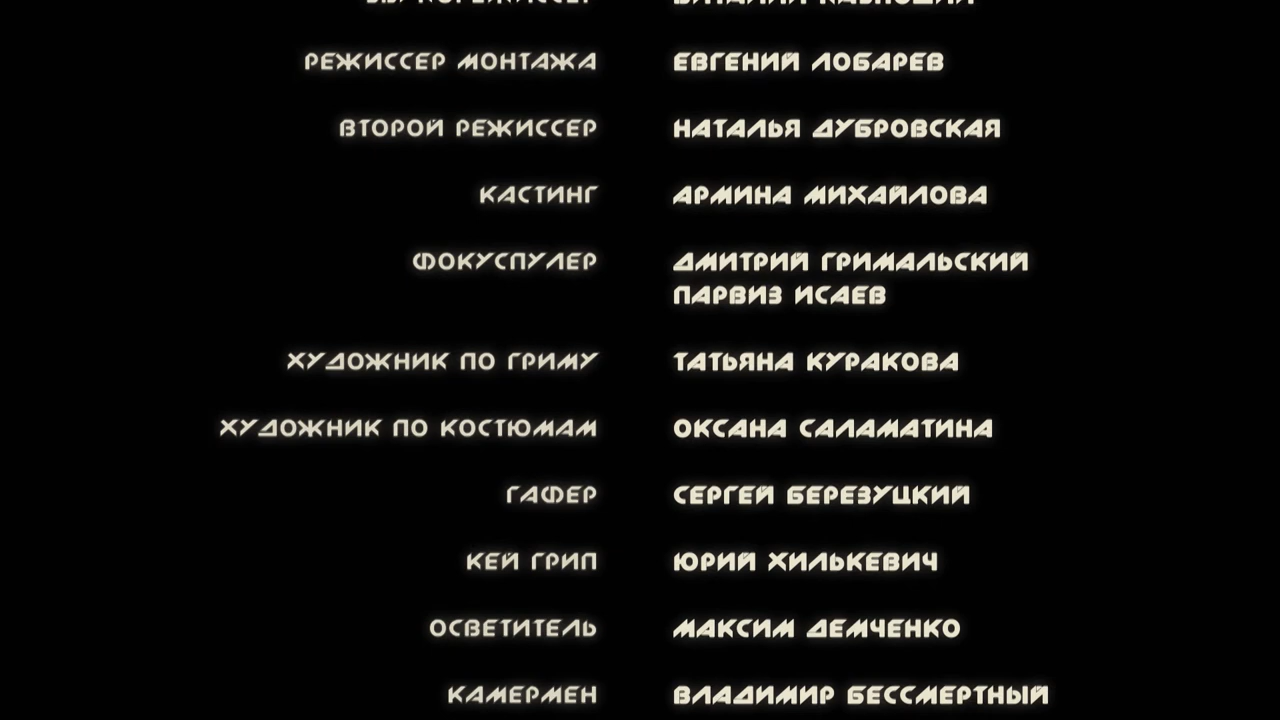 РЕЖИССЕР МОНТАЖА ЕВГЕНИЙ ЛОБАРЕВ
ВТОРОЙ РЕЖИССЕР НАТАЛЬЯ ДУБРОВСКАЯ
КАСТИНГ АРМИНА МИХАЙЛОВА
ФОКУСПУЛЕР ДМИТРИЙ ГРИМАЛЬСКИЙ
ПАРВИЗ ИСАЕВ
ХУДОЖНИК ПО ГРИМУ ТАТЬЯНА КУРАКОВА
ХУДОЖНИК ПО КОСТЮМАМ ОКСАНА САЛАМАТИНА
ГАФЕР СЕРГЕЙ БЕРЕЗУЦКИЙ
КЕЙ ГРИП ЮРИЙ ХИЛЬКЕВИЧ
ОСВЕТИТЕЛЬ МАКСИМ ДЕМЧЕНКО
КАМЕРМЕН ВЛАДИМИР БЕССМЕРТНЫЙ